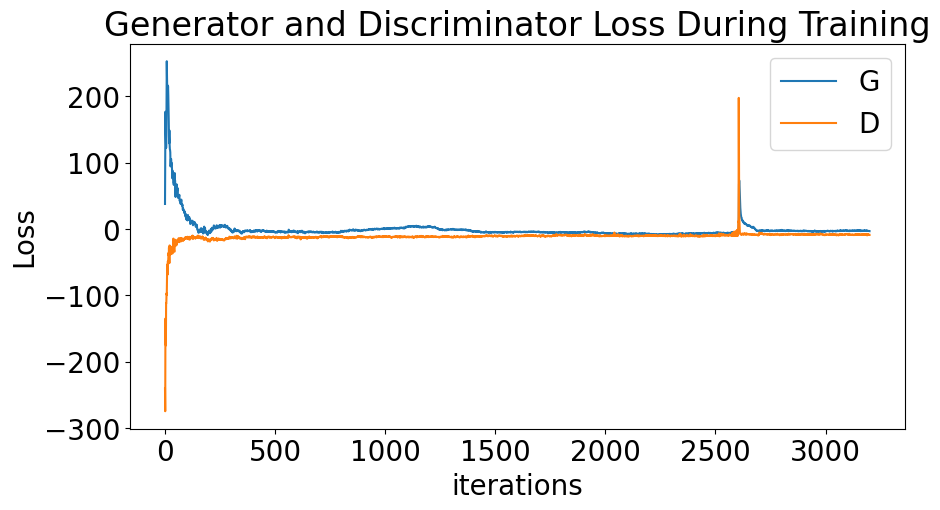 Generator and Discriminator Loss During Training
G
D
200
100
0
−100
−200
−300
Loss
0 500 1000 1500 2000 2500 3000
iterations